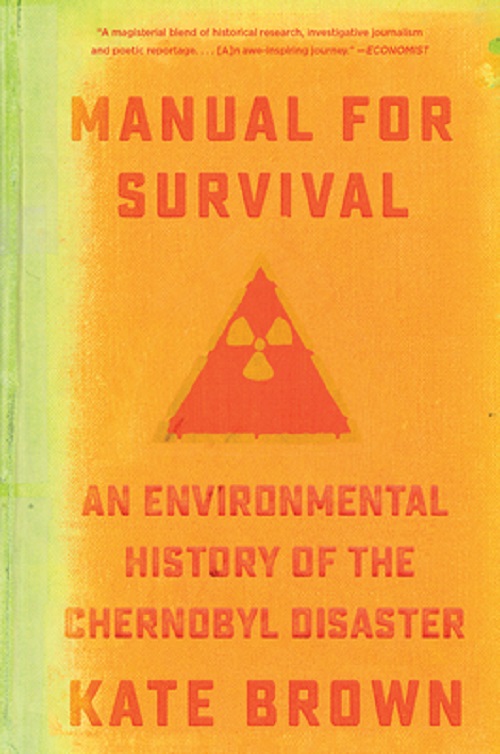 "A magisterial blend of historical research, investigative journalism
and poetic reportage. . . . [A]n awe-inspiring journey." —ECONOMIST
MANUAL FOR
SURVIVAL
AN ENVIRONMENTAL
HISTORY OF THE
CHERNOBYL DISASTER
KATE BROWN